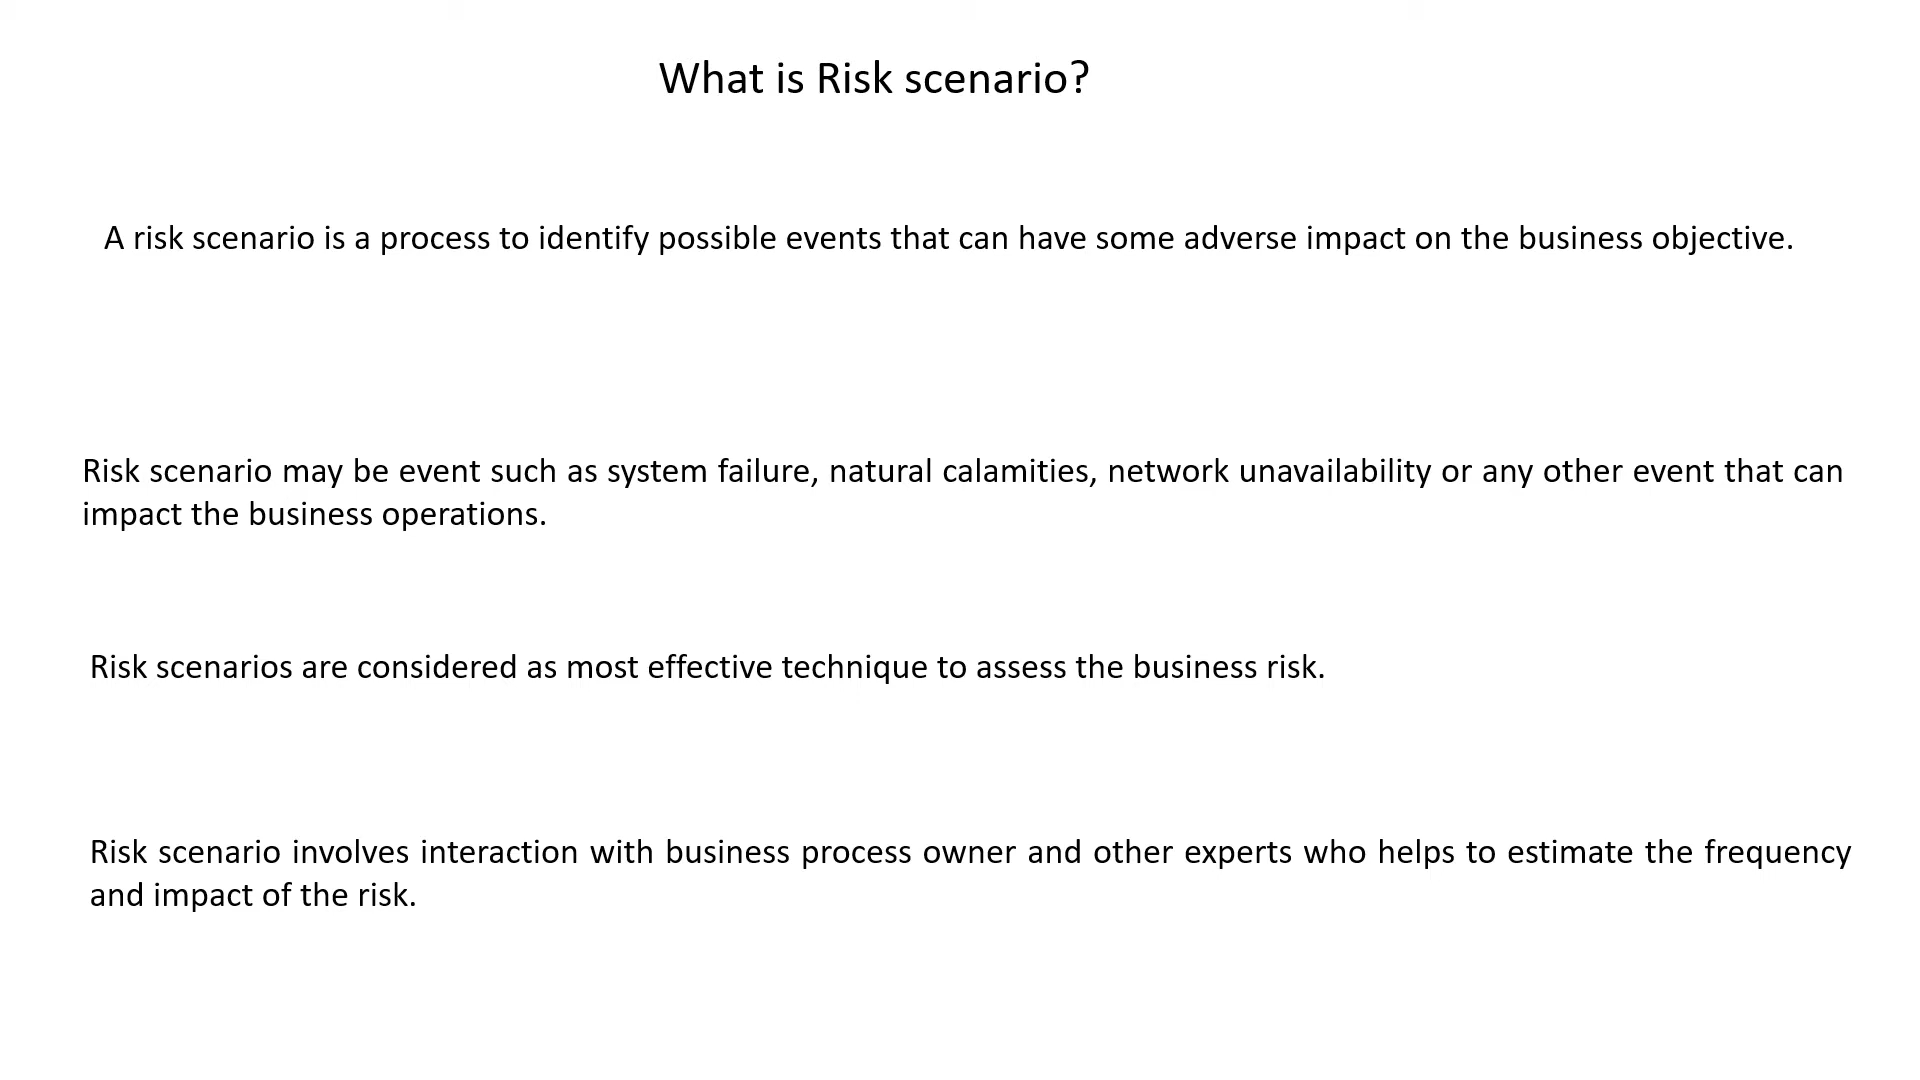 What is Risk scenario?
A risk scenario is a process to identify possible events that can have some adverse impact on the business objective.
Risk scenario may be event such as system failure, natural calamities, network unavailability or any other event that can
impact the business operations.
Risk scenarios are considered as most effective technique to assess the business risk.
Risk scenario involves interaction with business process owner and other experts who helps to estimate the frequency
and impact of the risk.